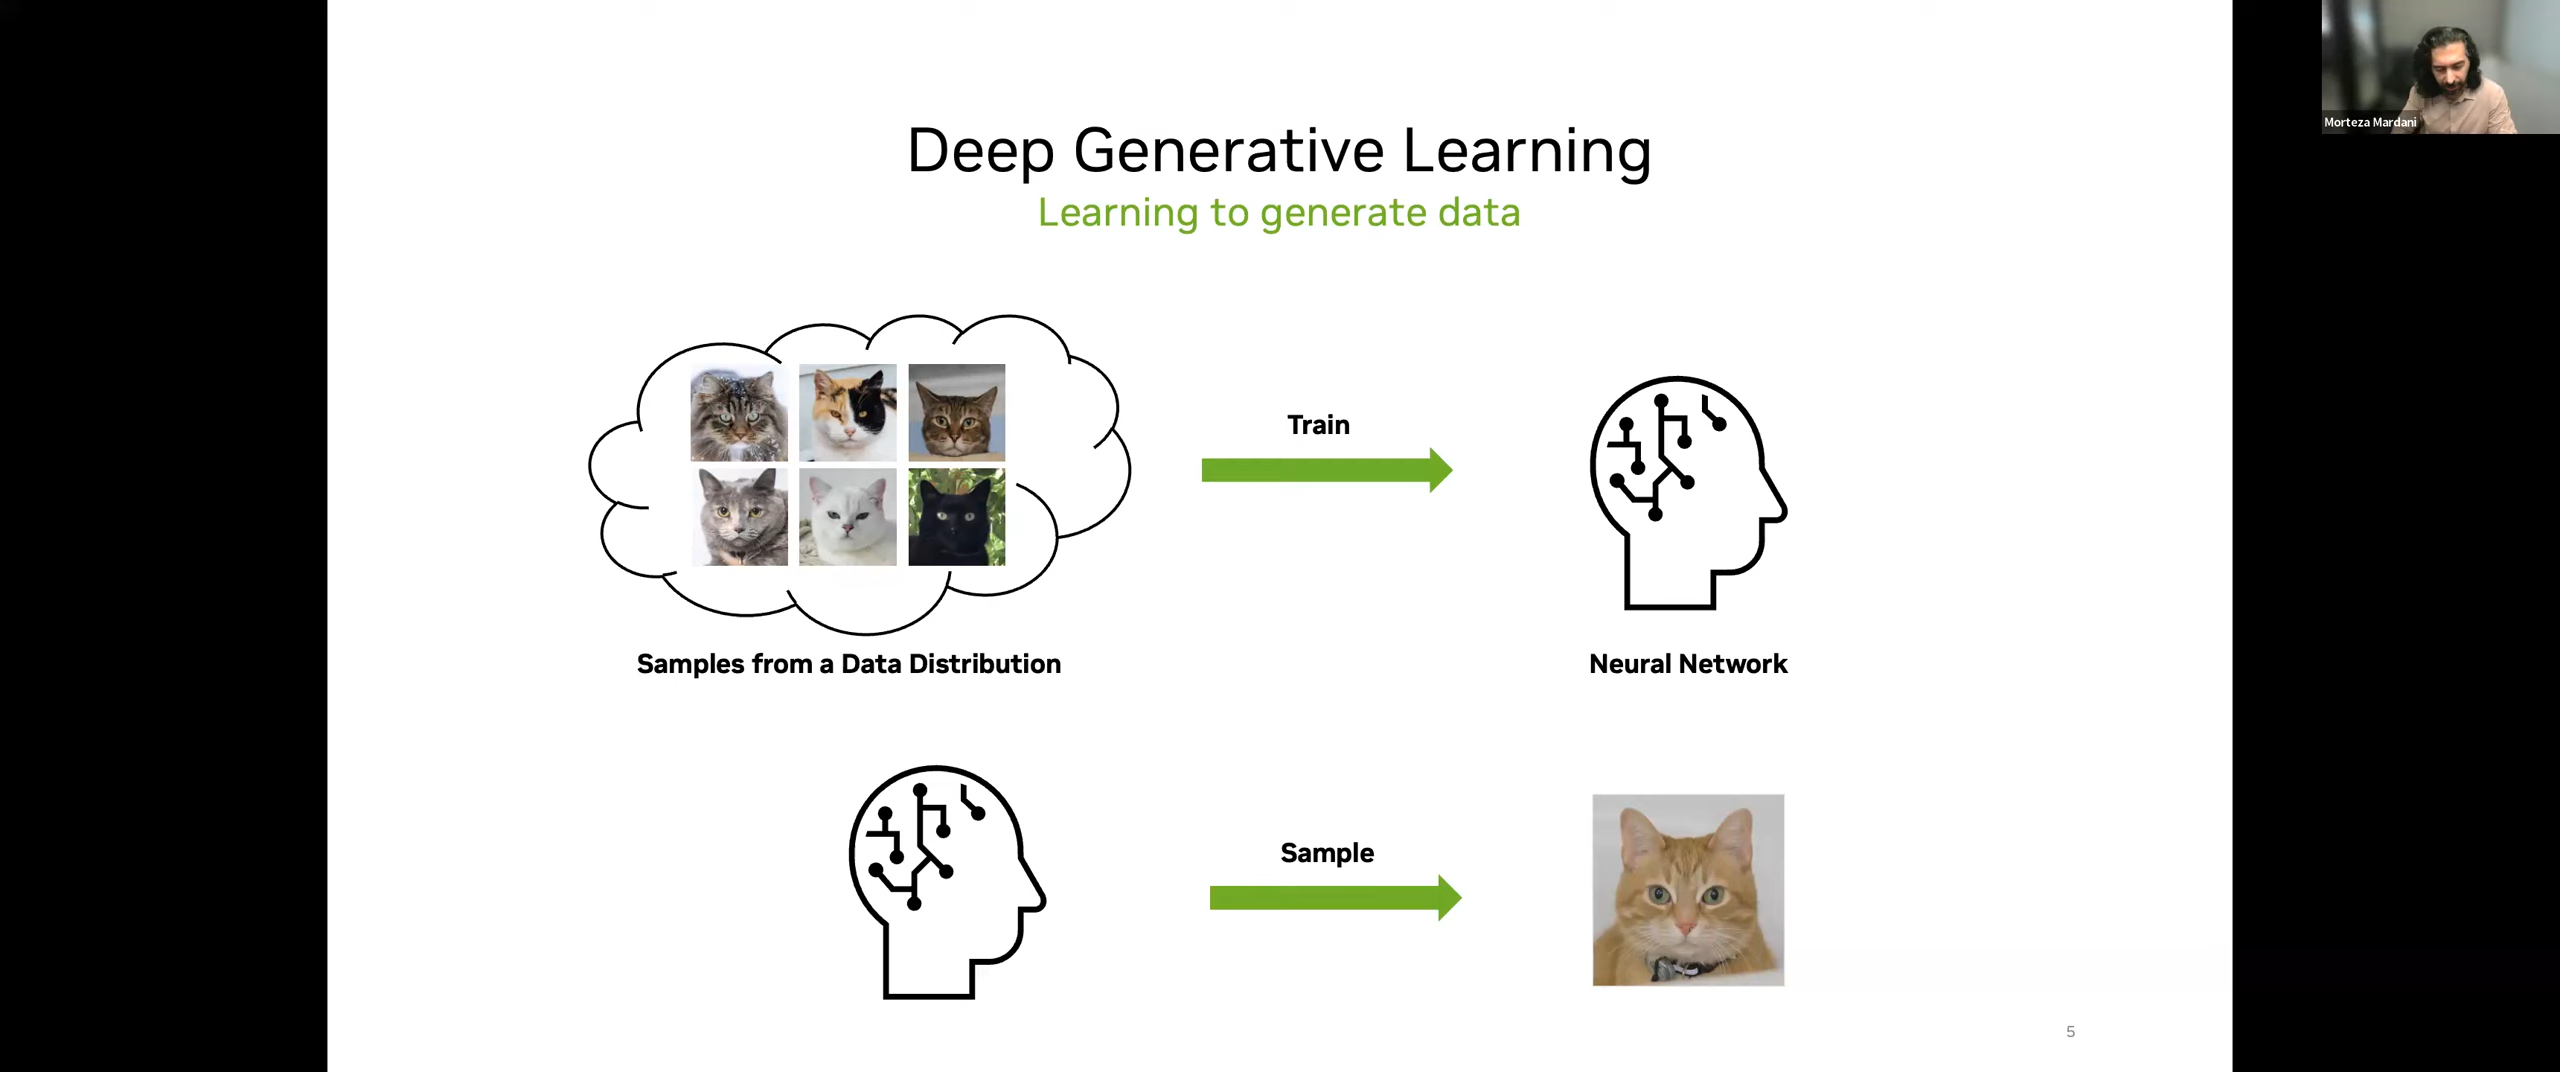 Morteza Mardani
Deep Generative Learning
Learning to generate data
Train
Samples from a Data Distribution
Neural Network
Sample
5